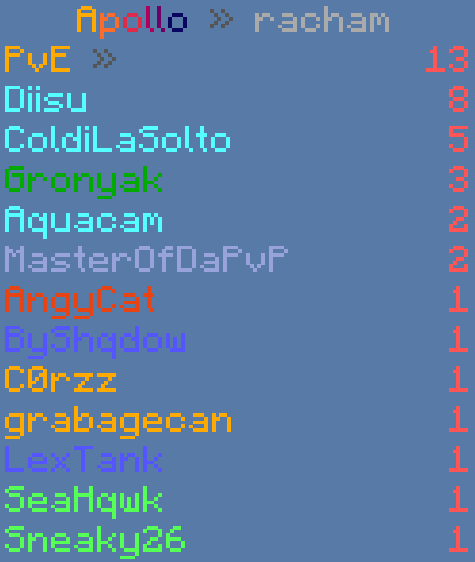 Apollo » racham
PvE » 13
Diisu 8
ColdiLaSolto 5
Gronyak 3
Aquacam 2
MasterOfDaPvP 2
AngyCat 1
ByShqdow 1
C0rzz 1
grabagecan 1
LexTank 1
SeaHqwk 1
Sneaky26 1